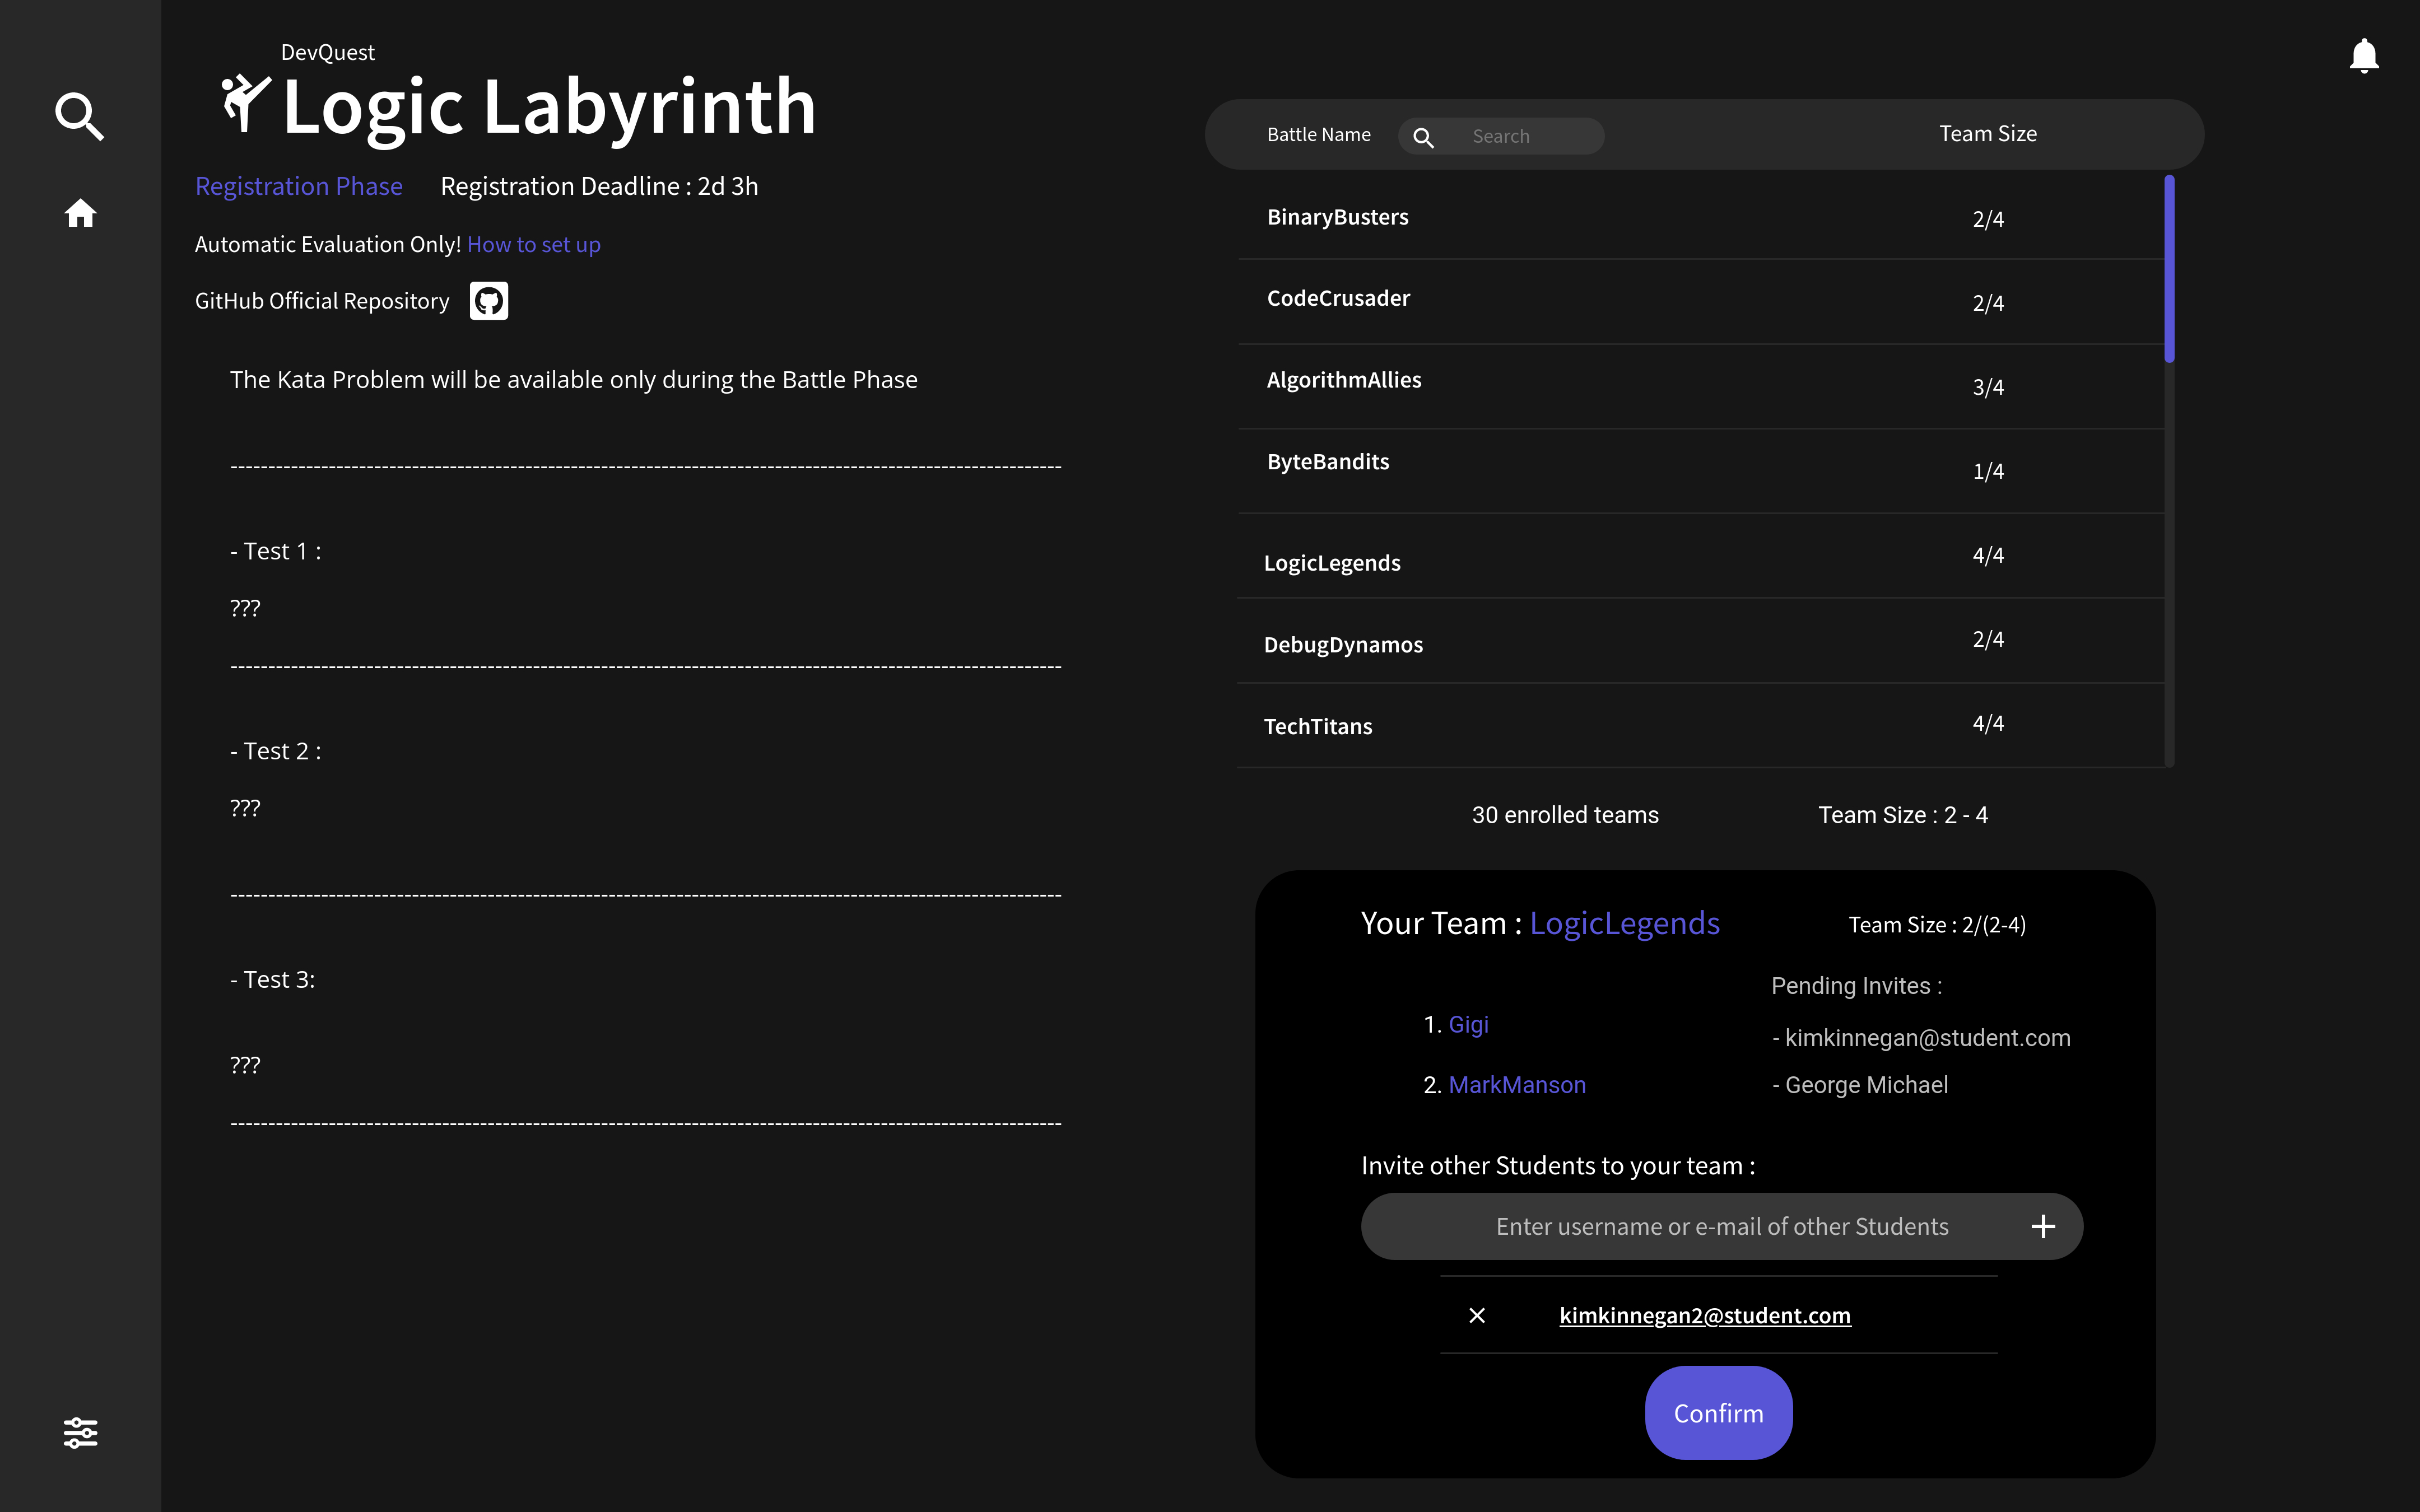 DevQuest
Logic Labyrinth
Registration Phase Registration Deadline : 2d 3h
Automatic Evaluation Only! How to set up
GitHub Official Repository
The Kata Problem will be available only during the Battle Phase
--------------------------------------------------------------------------------------------------------------
- Test 1 :
???
--------------------------------------------------------------------------------------------------------------
- Test 2 :
???
--------------------------------------------------------------------------------------------------------------
- Test 3:
???
--------------------------------------------------------------------------------------------------------------
Battle Name Search Team Size
BinaryBusters 2/4
CodeCrusader 2/4
AlgorithmAllies 3/4
ByteBandits 1/4
LogicLegends 4/4
DebugDynamos 2/4
TechTitans 4/4
30 enrolled teams Team Size : 2 - 4
Your Team : LogicLegends Team Size : 2/(2-4)
Pending Invites :
1. Gigi
- kimkinnegan@student.com
2. MarkManson
- George Michael
Invite other Students to your team :
Enter username or e-mail of other Students
kimkinnegan2@student.com
Confirm